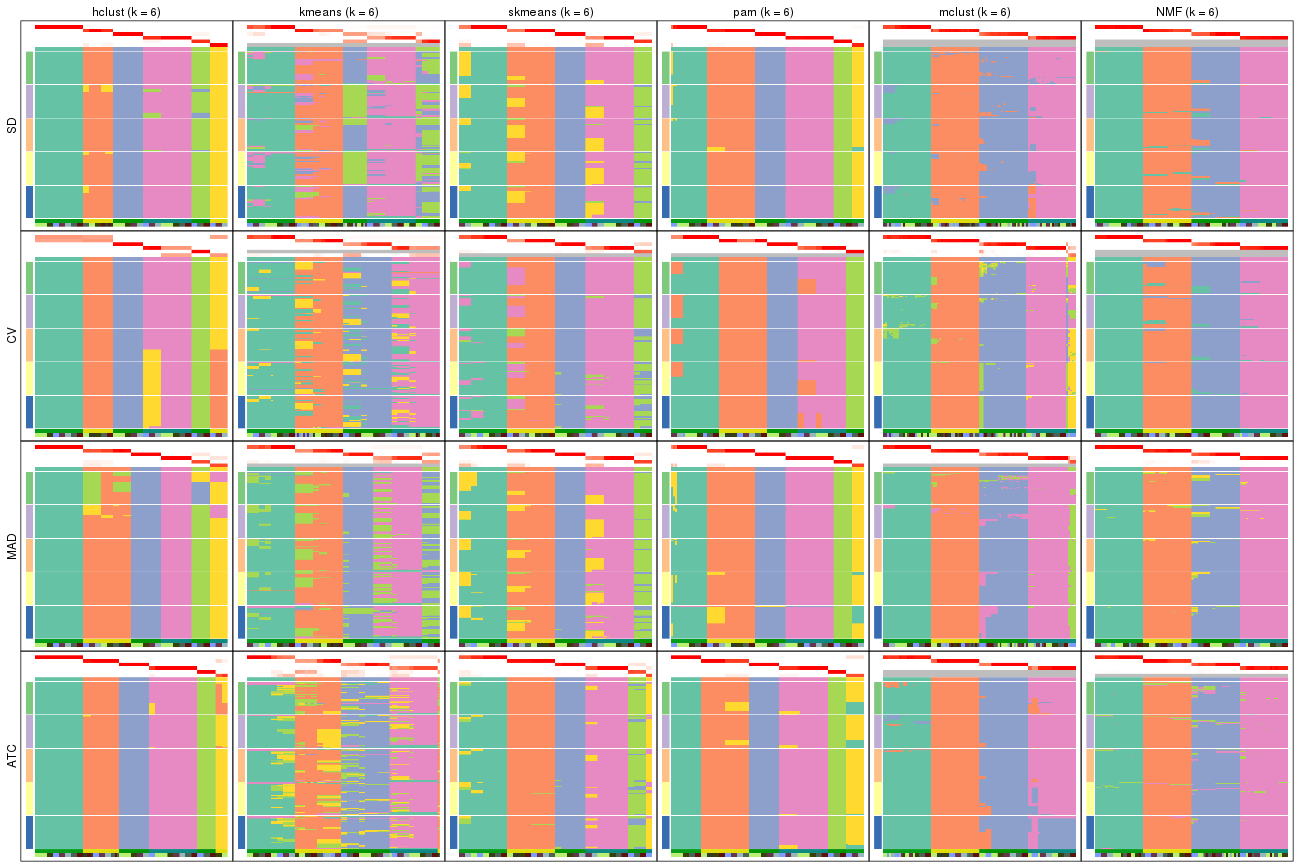 hclust (k = 6) kmeans (k = 6) skmeans (k = 6) pam (k = 6) mclust (k = 6) NMF (k = 6)
SD
CV
MAD
ATC